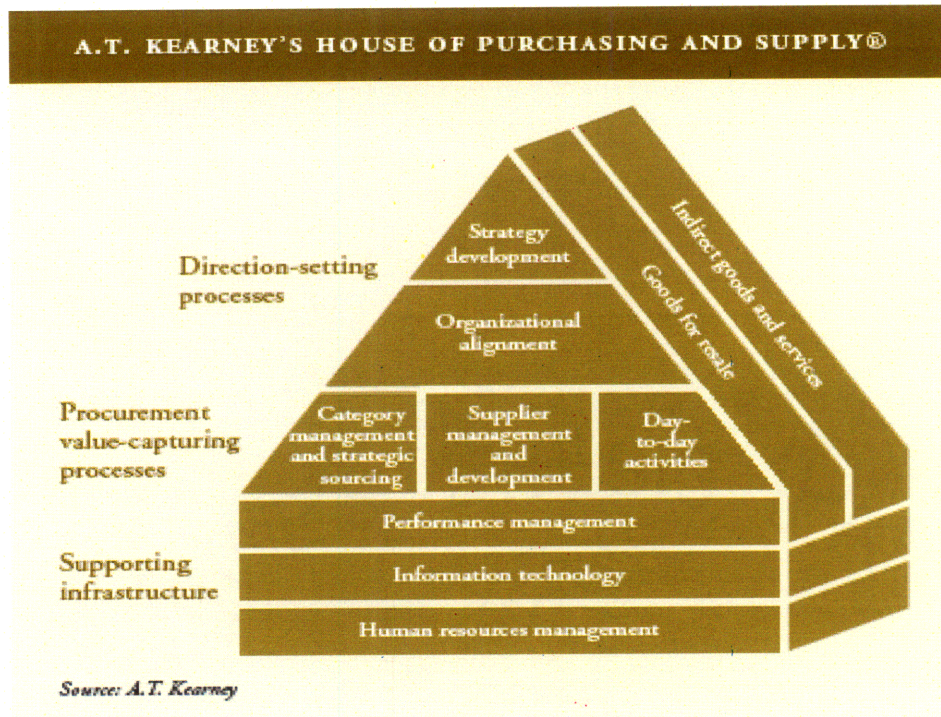 A.T. KEARNEY'S HOUSE OF PURCHASING AND SUPPLY®
Strategy
development
Direction-setting
processes
Organizational
alignment
Indirect goods and services
Goods for resale
Procurement
value-capturing
processes
Category
management
and strategic
sourcing
Supplier
management
and
development
Day-
to-day
activities
Performance management
Supporting
infrastructure
Information technology
Human resources management
Source: A.T. Kearney